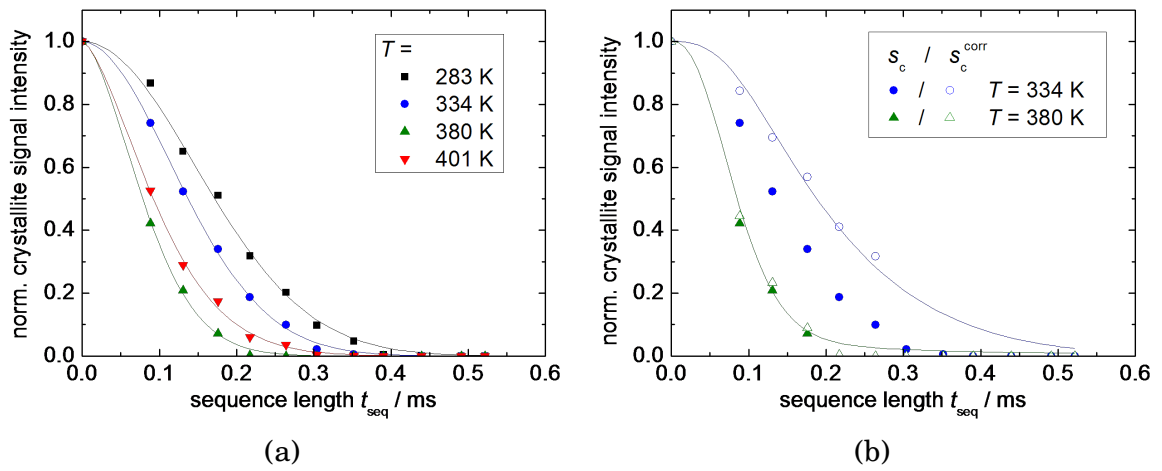 norm. crystallite signal intensity
1.0
0.8
0.6
0.4
0.2
0.0
0.0 0.1 0.2 0.3 0.4 0.5 0.6
sequence length t_seq / ms
T =
283 K
334 K
380 K
401 K
(a)
norm. crystallite signal intensity
1.0
0.8
0.6
0.4
0.2
0.0
0.0 0.1 0.2 0.3 0.4 0.5 0.6
sequence length t_seq / ms
s_c / s_c^corr
/ T = 334 K
/ T = 380 K
(b)